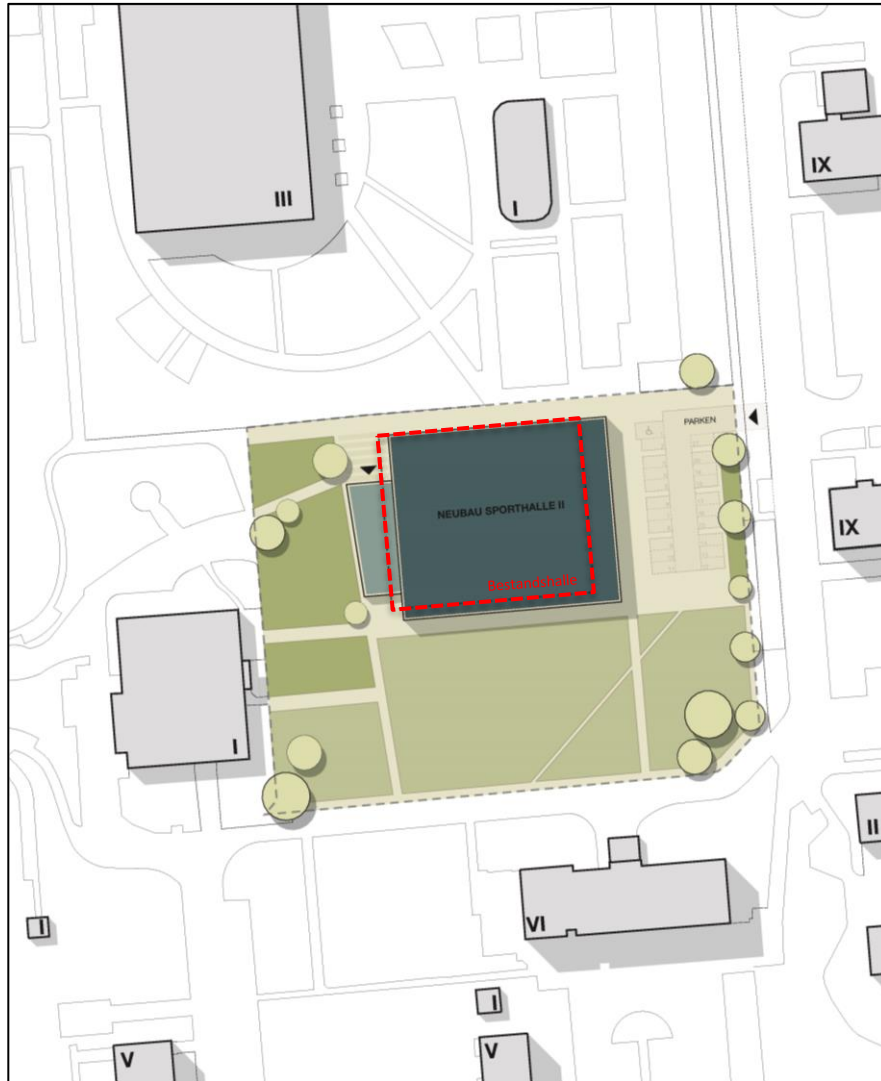 III
I
IX
PARKEN
NEUBAU SPORTHALLE II
IX
Bestandshalle
I
II
VI
I
I
V
V